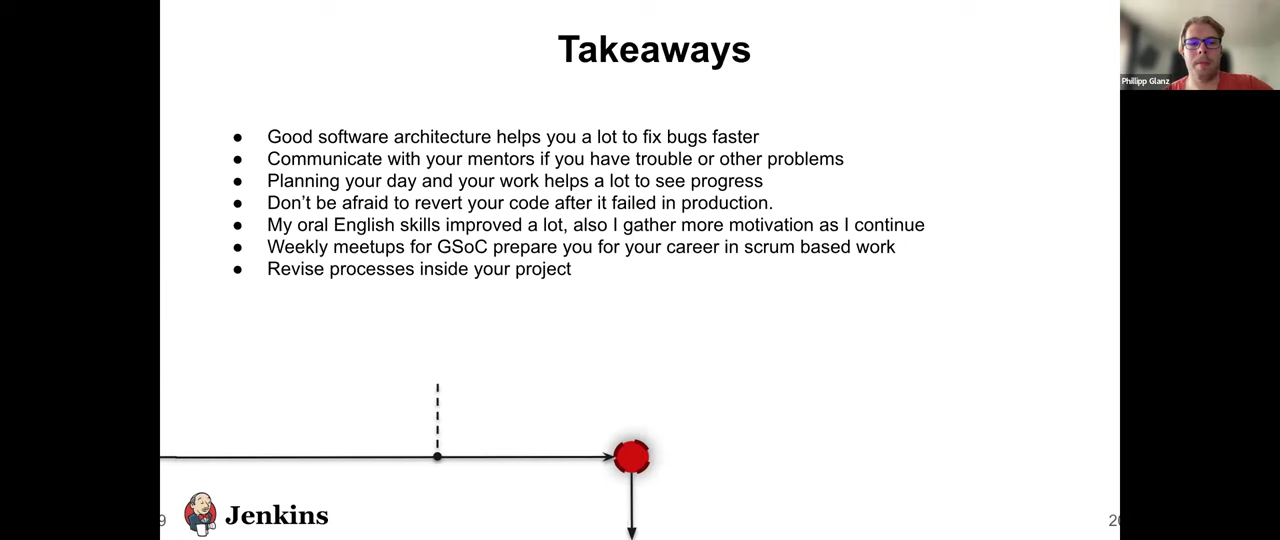 Takeaways
Phillipp Glanz
● Good software architecture helps you a lot to fix bugs faster
● Communicate with your mentors if you have trouble or other problems
● Planning your day and your work helps a lot to see progress
● Don’t be afraid to revert your code after it failed in production.
● My oral English skills improved a lot, also I gather more motivation as I continue
● Weekly meetups for GSoC prepare you for your career in scrum based work
● Revise processes inside your project
Jenkins